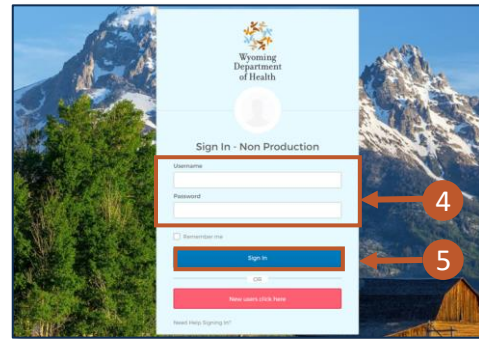 Wyoming
Department
of Health
Sign In - Non Production
Username
Password
4
Remember me
Sign In
5
OR
New users click here
Need Help Signing In?